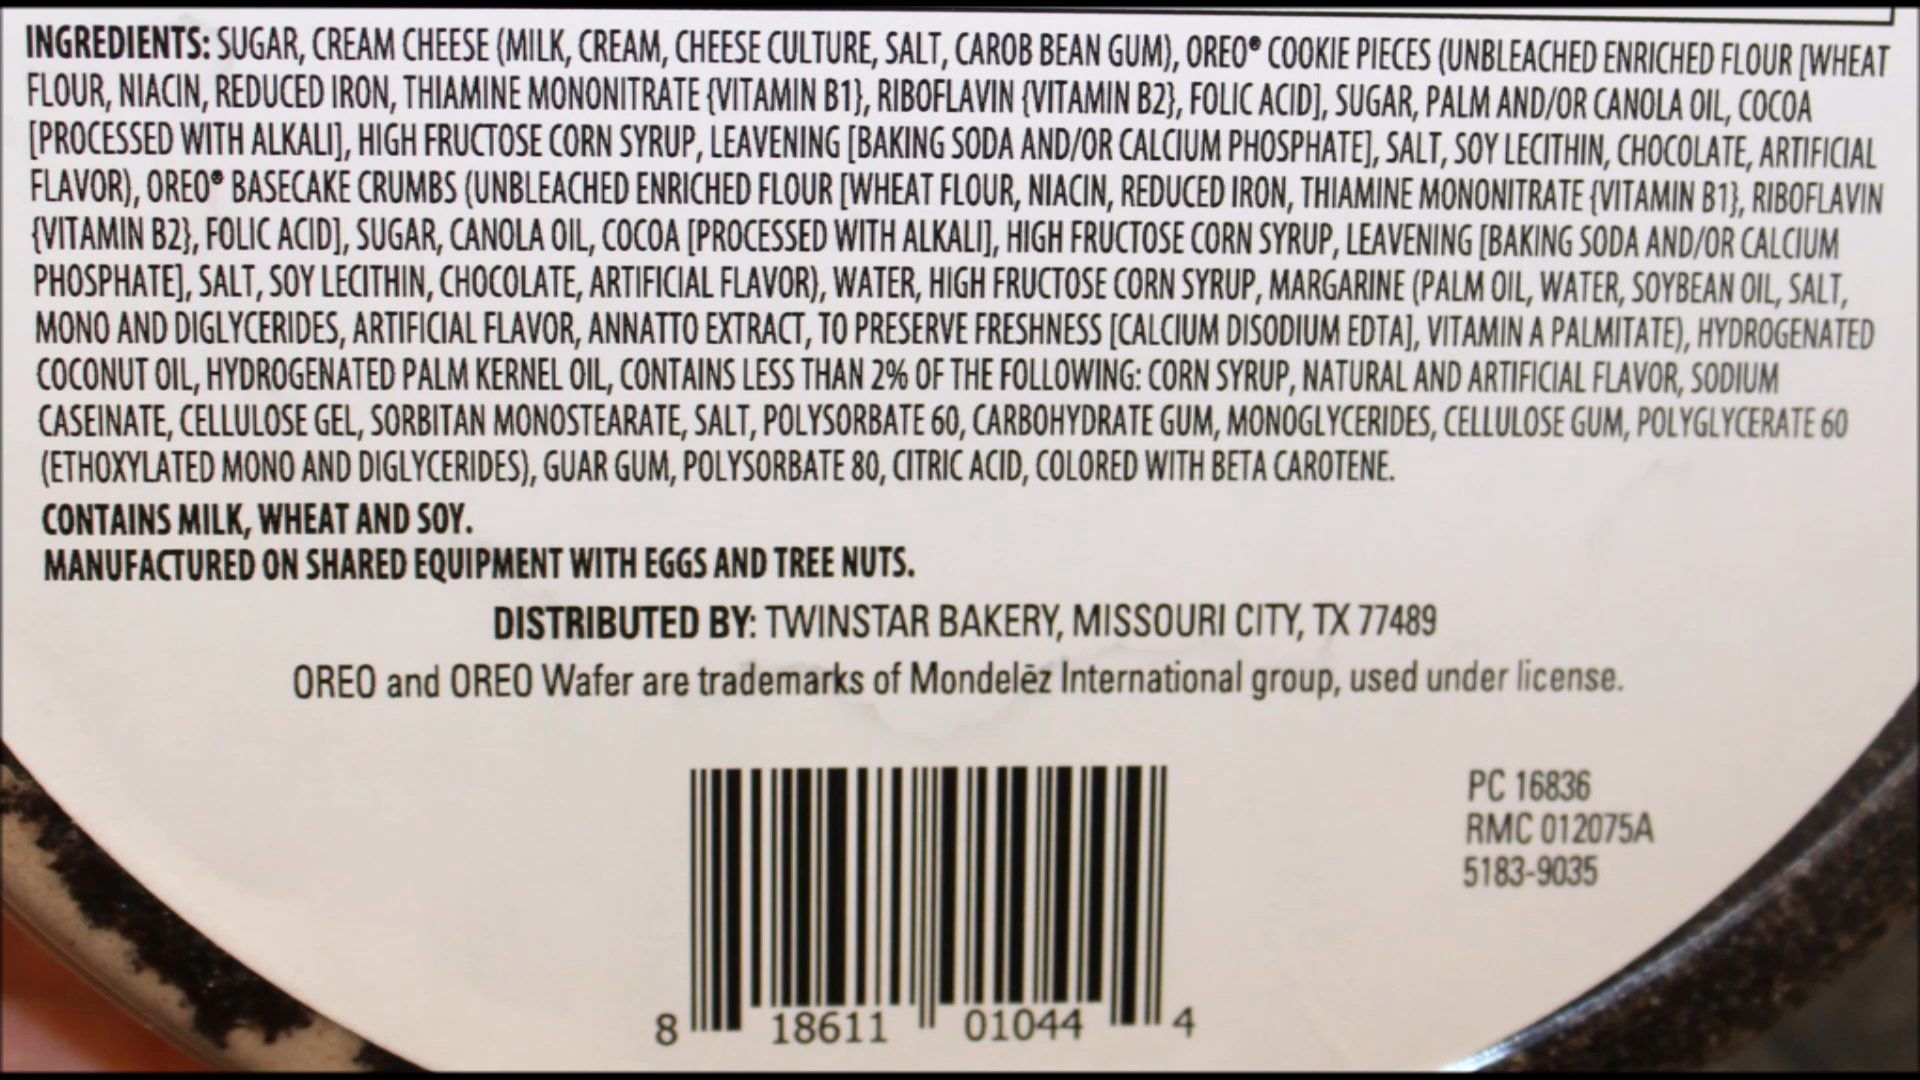 INGREDIENTS: SUGAR, CREAM CHEESE (MILK, CREAM, CHEESE CULTURE, SALT, CAROB BEAN GUM), OREO® COOKIE PIECES (UNBLEACHED ENRICHED FLOUR [WHEAT
FLOUR, NIACIN, REDUCED IRON, THIAMINE MONONITRATE {VITAMIN B1}, RIBOFLAVIN {VITAMIN B2}, FOLIC ACID], SUGAR, PALM AND/OR CANOLA OIL, COCOA
[PROCESSED WITH ALKALI], HIGH FRUCTOSE CORN SYRUP, LEAVENING [BAKING SODA AND/OR CALCIUM PHOSPHATE], SALT, SOY LECITHIN, CHOCOLATE, ARTIFICIAL
FLAVOR), OREO® BASECAKE CRUMBS (UNBLEACHED ENRICHED FLOUR [WHEAT FLOUR, NIACIN, REDUCED IRON, THIAMINE MONONITRATE {VITAMIN B1}, RIBOFLAVIN
{VITAMIN B2}, FOLIC ACID], SUGAR, CANOLA OIL, COCOA [PROCESSED WITH ALKALI], HIGH FRUCTOSE CORN SYRUP, LEAVENING [BAKING SODA AND/OR CALCIUM
PHOSPHATE], SALT, SOY LECITHIN, CHOCOLATE, ARTIFICIAL FLAVOR), WATER, HIGH FRUCTOSE CORN SYRUP, MARGARINE (PALM OIL, WATER, SOYBEAN OIL, SALT,
MONO AND DIGLYCERIDES, ARTIFICIAL FLAVOR, ANNATTO EXTRACT, TO PRESERVE FRESHNESS [CALCIUM DISODIUM EDTA], VITAMIN A PALMITATE), HYDROGENATED
COCONUT OIL, HYDROGENATED PALM KERNEL OIL, CONTAINS LESS THAN 2% OF THE FOLLOWING: CORN SYRUP, NATURAL AND ARTIFICIAL FLAVOR, SODIUM
CASEINATE, CELLULOSE GEL, SORBITAN MONOSTEARATE, SALT, POLYSORBATE 60, CARBOHYDRATE GUM, MONOGLYCERIDES, CELLULOSE GUM, POLYGLYCERATE 60
(ETHOXYLATED MONO AND DIGLYCERIDES), GUAR GUM, POLYSORBATE 80, CITRIC ACID, COLORED WITH BETA CAROTENE.
CONTAINS MILK, WHEAT AND SOY.
MANUFACTURED ON SHARED EQUIPMENT WITH EGGS AND TREE NUTS.
DISTRIBUTED BY: TWINSTAR BAKERY, MISSOURI CITY, TX 77489
OREO and OREO Wafer are trademarks of Mondelēz International group, used under license.
PC 16836
RMC 012075A
5183-9035
8 18611 01044 4